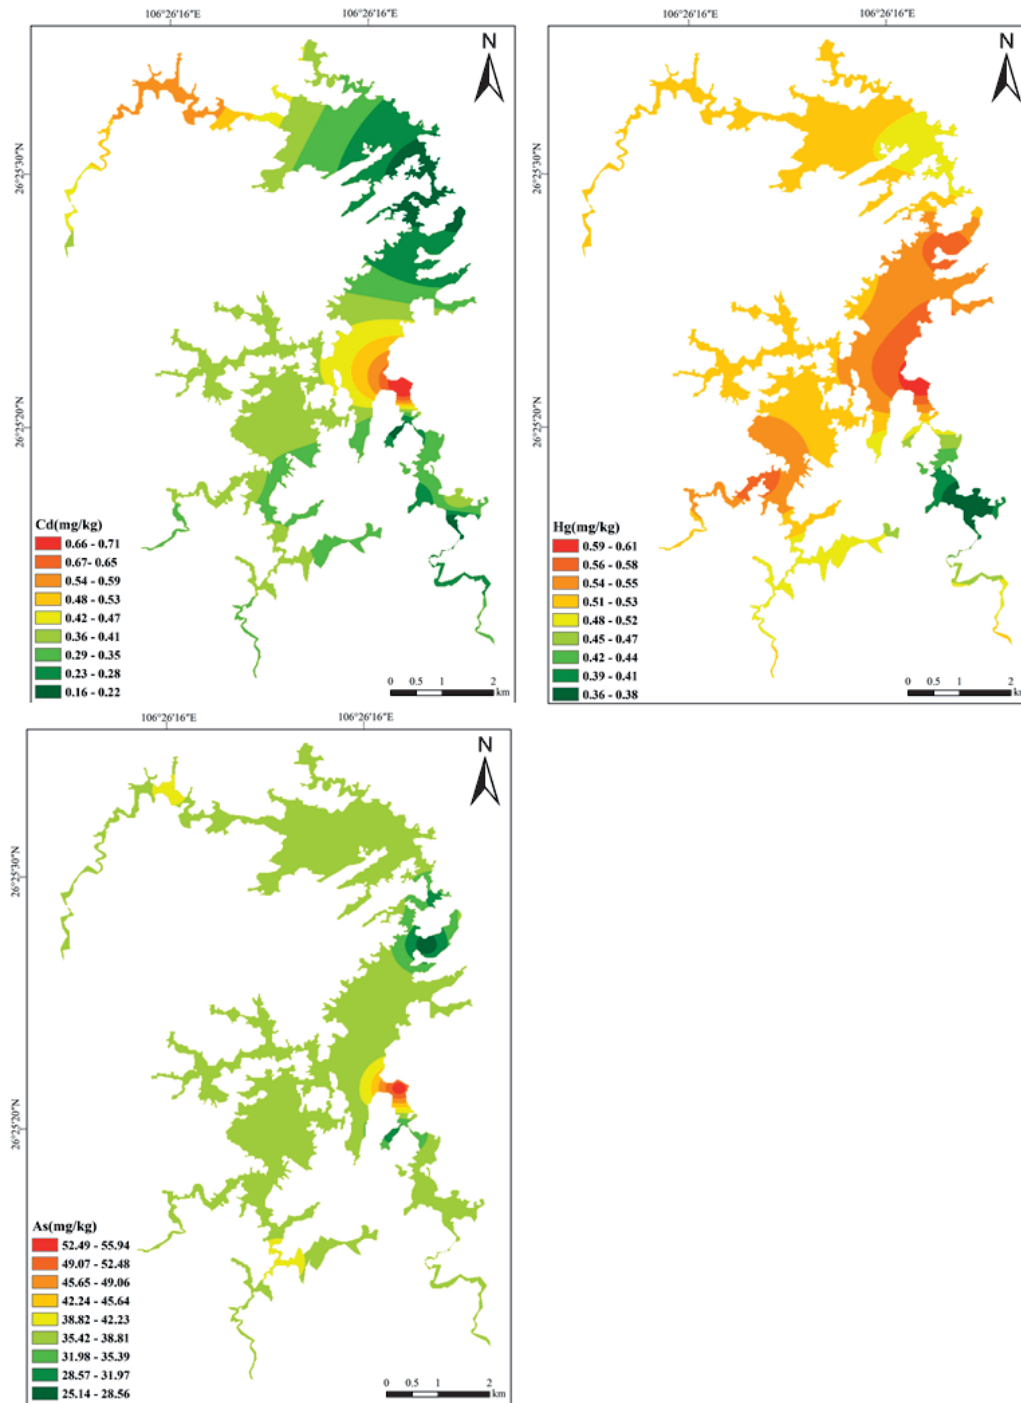 106°26'16"E 106°26'16"E
N
26°25'30"N
26°25'20"N
Cd(mg/kg)
0.66 - 0.71
0.67- 0.65
0.54 - 0.59
0.48 - 0.53
0.42 - 0.47
0.36 - 0.41
0.29 - 0.35
0.23 - 0.28
0.16 - 0.22
0 0.5 1 2
km
106°26'16"E 106°26'16"E
N
26°25'30"N
26°25'20"N
Hg(mg/kg)
0.59 - 0.61
0.56 - 0.58
0.54 - 0.55
0.51 - 0.53
0.48 - 0.52
0.45 - 0.47
0.42 - 0.44
0.39 - 0.41
0.36 - 0.38
0 0.5 1 2
km
106°26'16"E 106°26'16"E
N
26°25'30"N
26°25'20"N
As(mg/kg)
52.49 - 55.94
49.07 - 52.48
45.65 - 49.06
42.24 - 45.64
38.82 - 42.23
35.42 - 38.81
31.98 - 35.39
28.57 - 31.97
25.14 - 28.56
0 0.5 1 2
km